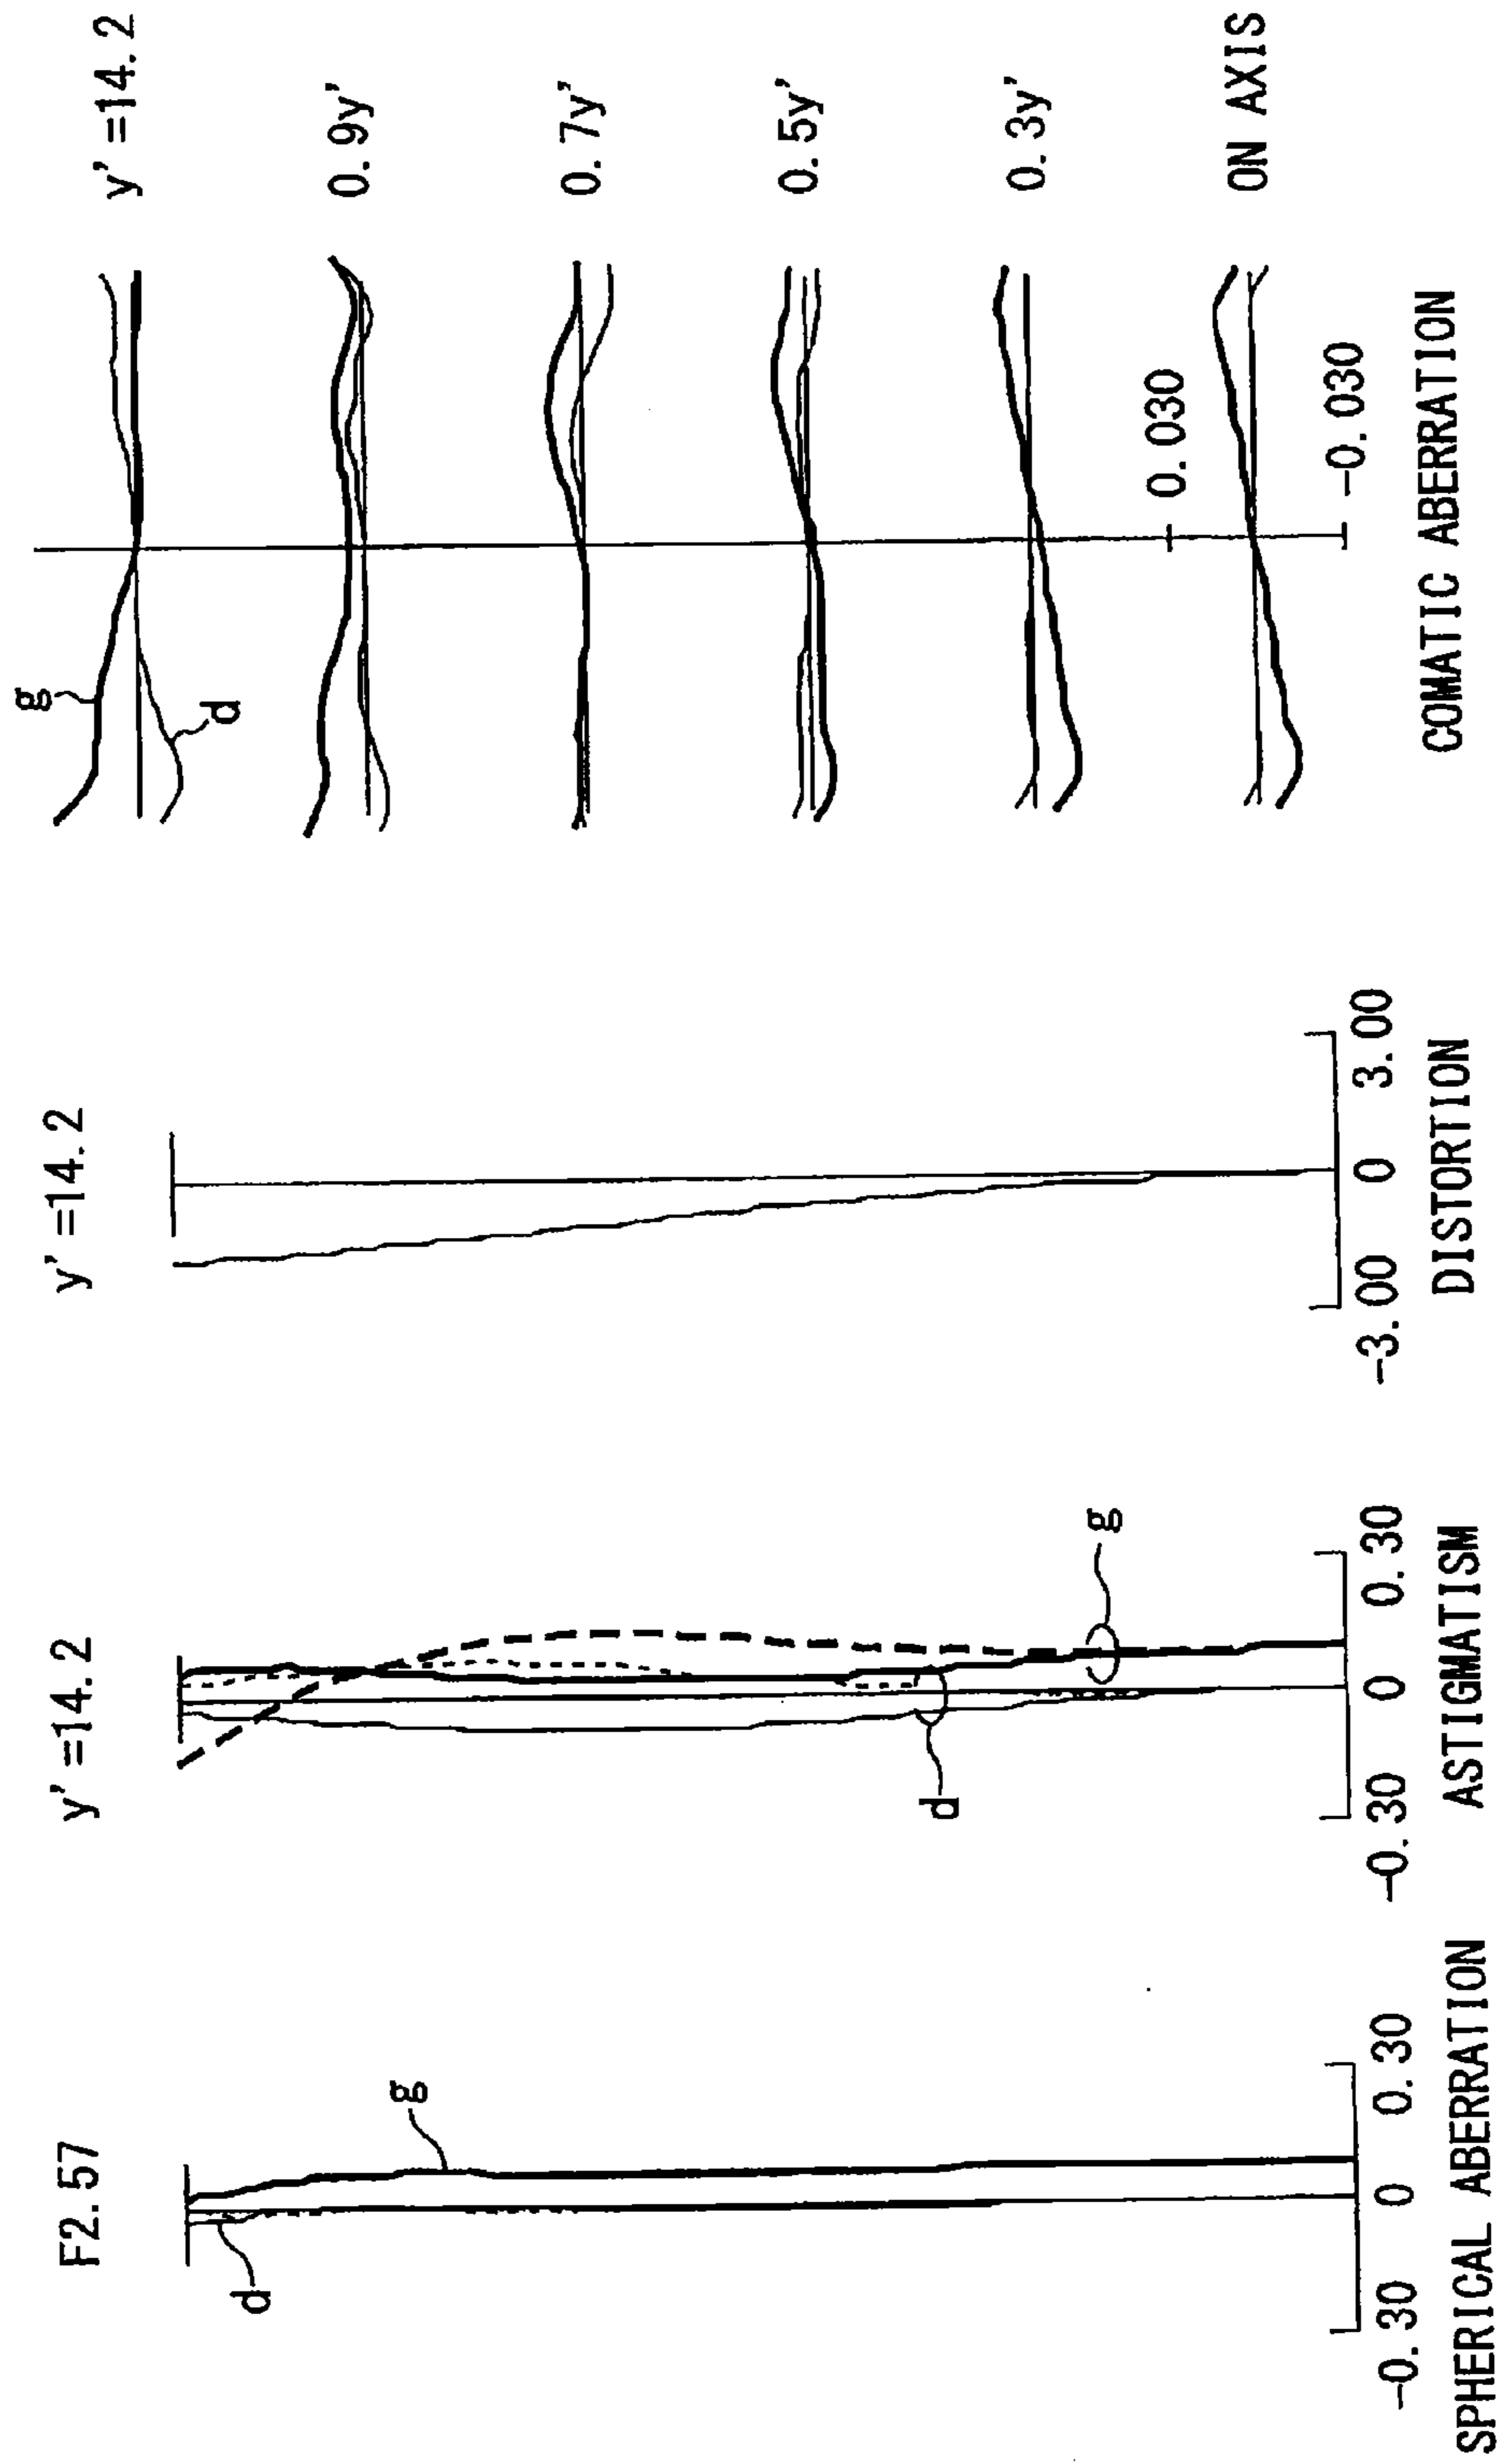 F2.57
d
g
-0.30
0
0.30
SPHERICAL ABERRATION
y'=14.2
d
g
-0.30
0
0.30
ASTIGMATISM
y'=14.2
-3.00
0
3.00
DISTORTION
g
d
y'=14.2
0.9y'
0.7y'
0.5y'
0.3y'
0.030
ON AXIS
-0.030
COMATIC ABERRATION